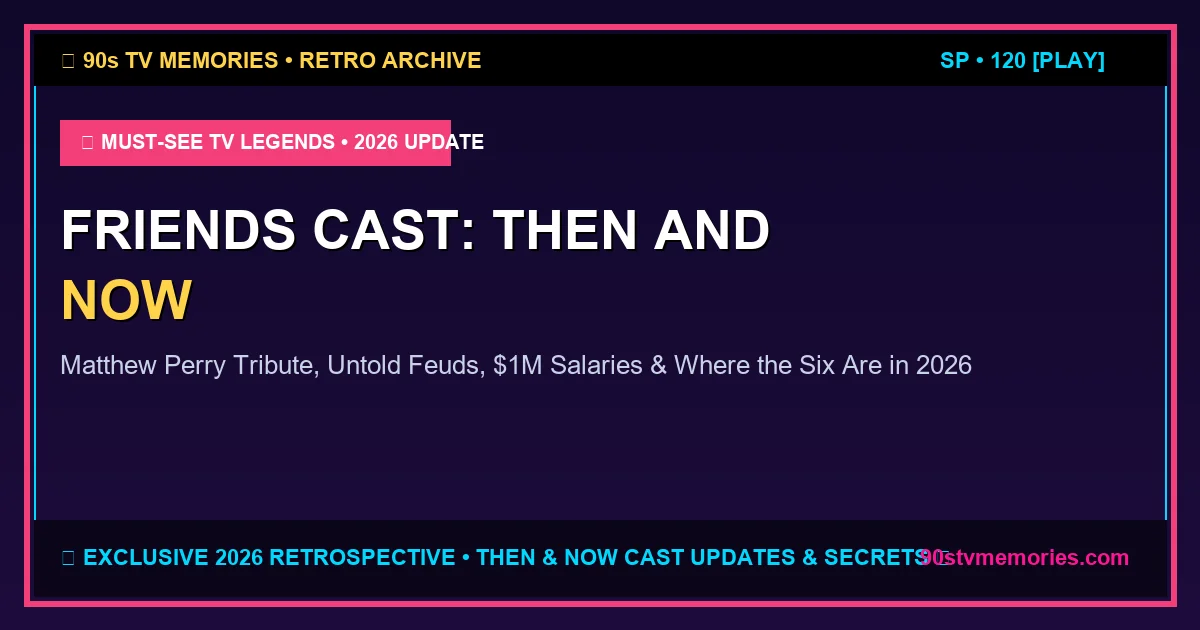 90s TV MEMORIES • RETRO ARCHIVE
SP • 120 [PLAY]
MUST-SEE TV LEGENDS • 2026 UPDATE
FRIENDS CAST: THEN AND
NOW
Matthew Perry Tribute, Untold Feuds, $1M Salaries & Where the Six Are in 2026
EXCLUSIVE 2026 RETROSPECTIVE • THEN & NOW CAST UPDATES & SECRETS
90stvmemories.com